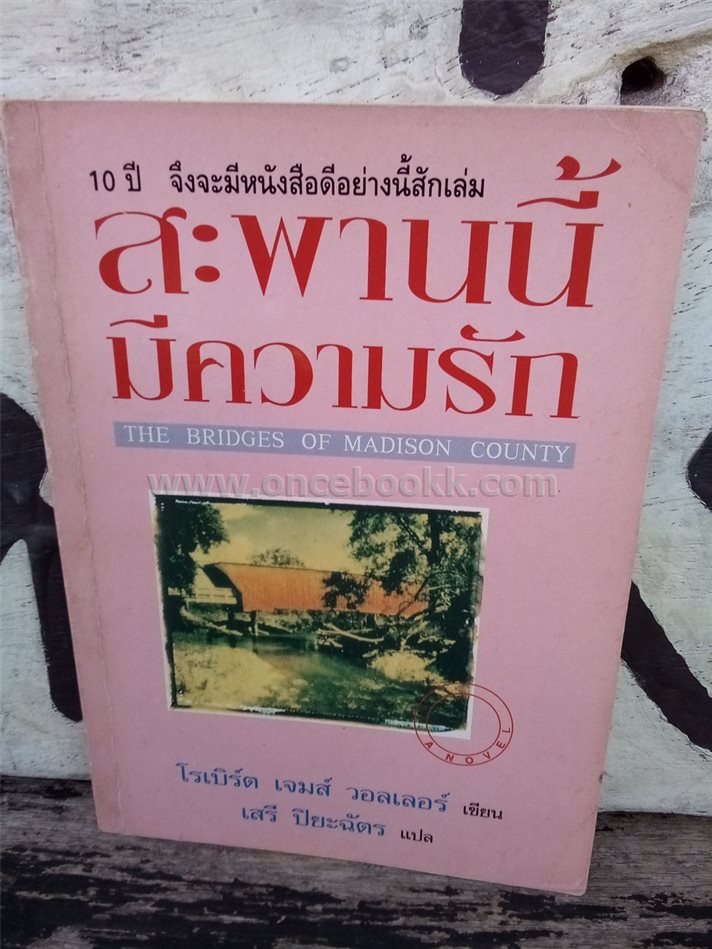 10 ปี จึงจะมีหนังสือดีอย่างนี้สักเล่ม
สะพานนี้
มีความรัก
THE BRIDGES OF MADISON COUNTY
www.oncebookk.com
A NOVEL
โรเบิร์ต เจมส์ วอลเลอร์ เขียน
เสรี ปิยะฉัตร แปล